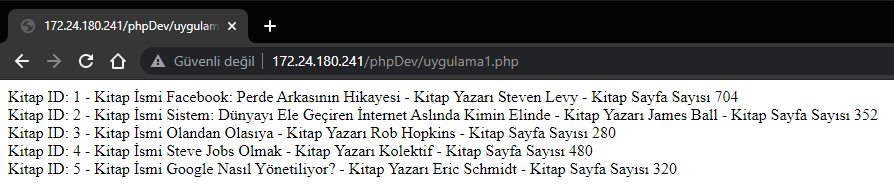 172.24.180.241/phpDev/uygulam
Güvenli değil | 172.24.180.241/phpDev/uygulama1.php
Kitap ID: 1 - Kitap İsmi Facebook: Perde Arkasının Hikayesi - Kitap Yazarı Steven Levy - Kitap Sayfa Sayısı 704
Kitap ID: 2 - Kitap İsmi Sistem: Dünyayı Ele Geçiren İnternet Aslında Kimin Elinde - Kitap Yazarı James Ball - Kitap Sayfa Sayısı 352
Kitap ID: 3 - Kitap İsmi Olandan Olasıya - Kitap Yazarı Rob Hopkins - Kitap Sayfa Sayısı 280
Kitap ID: 4 - Kitap İsmi Steve Jobs Olmak - Kitap Yazarı Kolektif - Kitap Sayfa Sayısı 480
Kitap ID: 5 - Kitap İsmi Google Nasıl Yönetiliyor? - Kitap Yazarı Eric Schmidt - Kitap Sayfa Sayısı 320